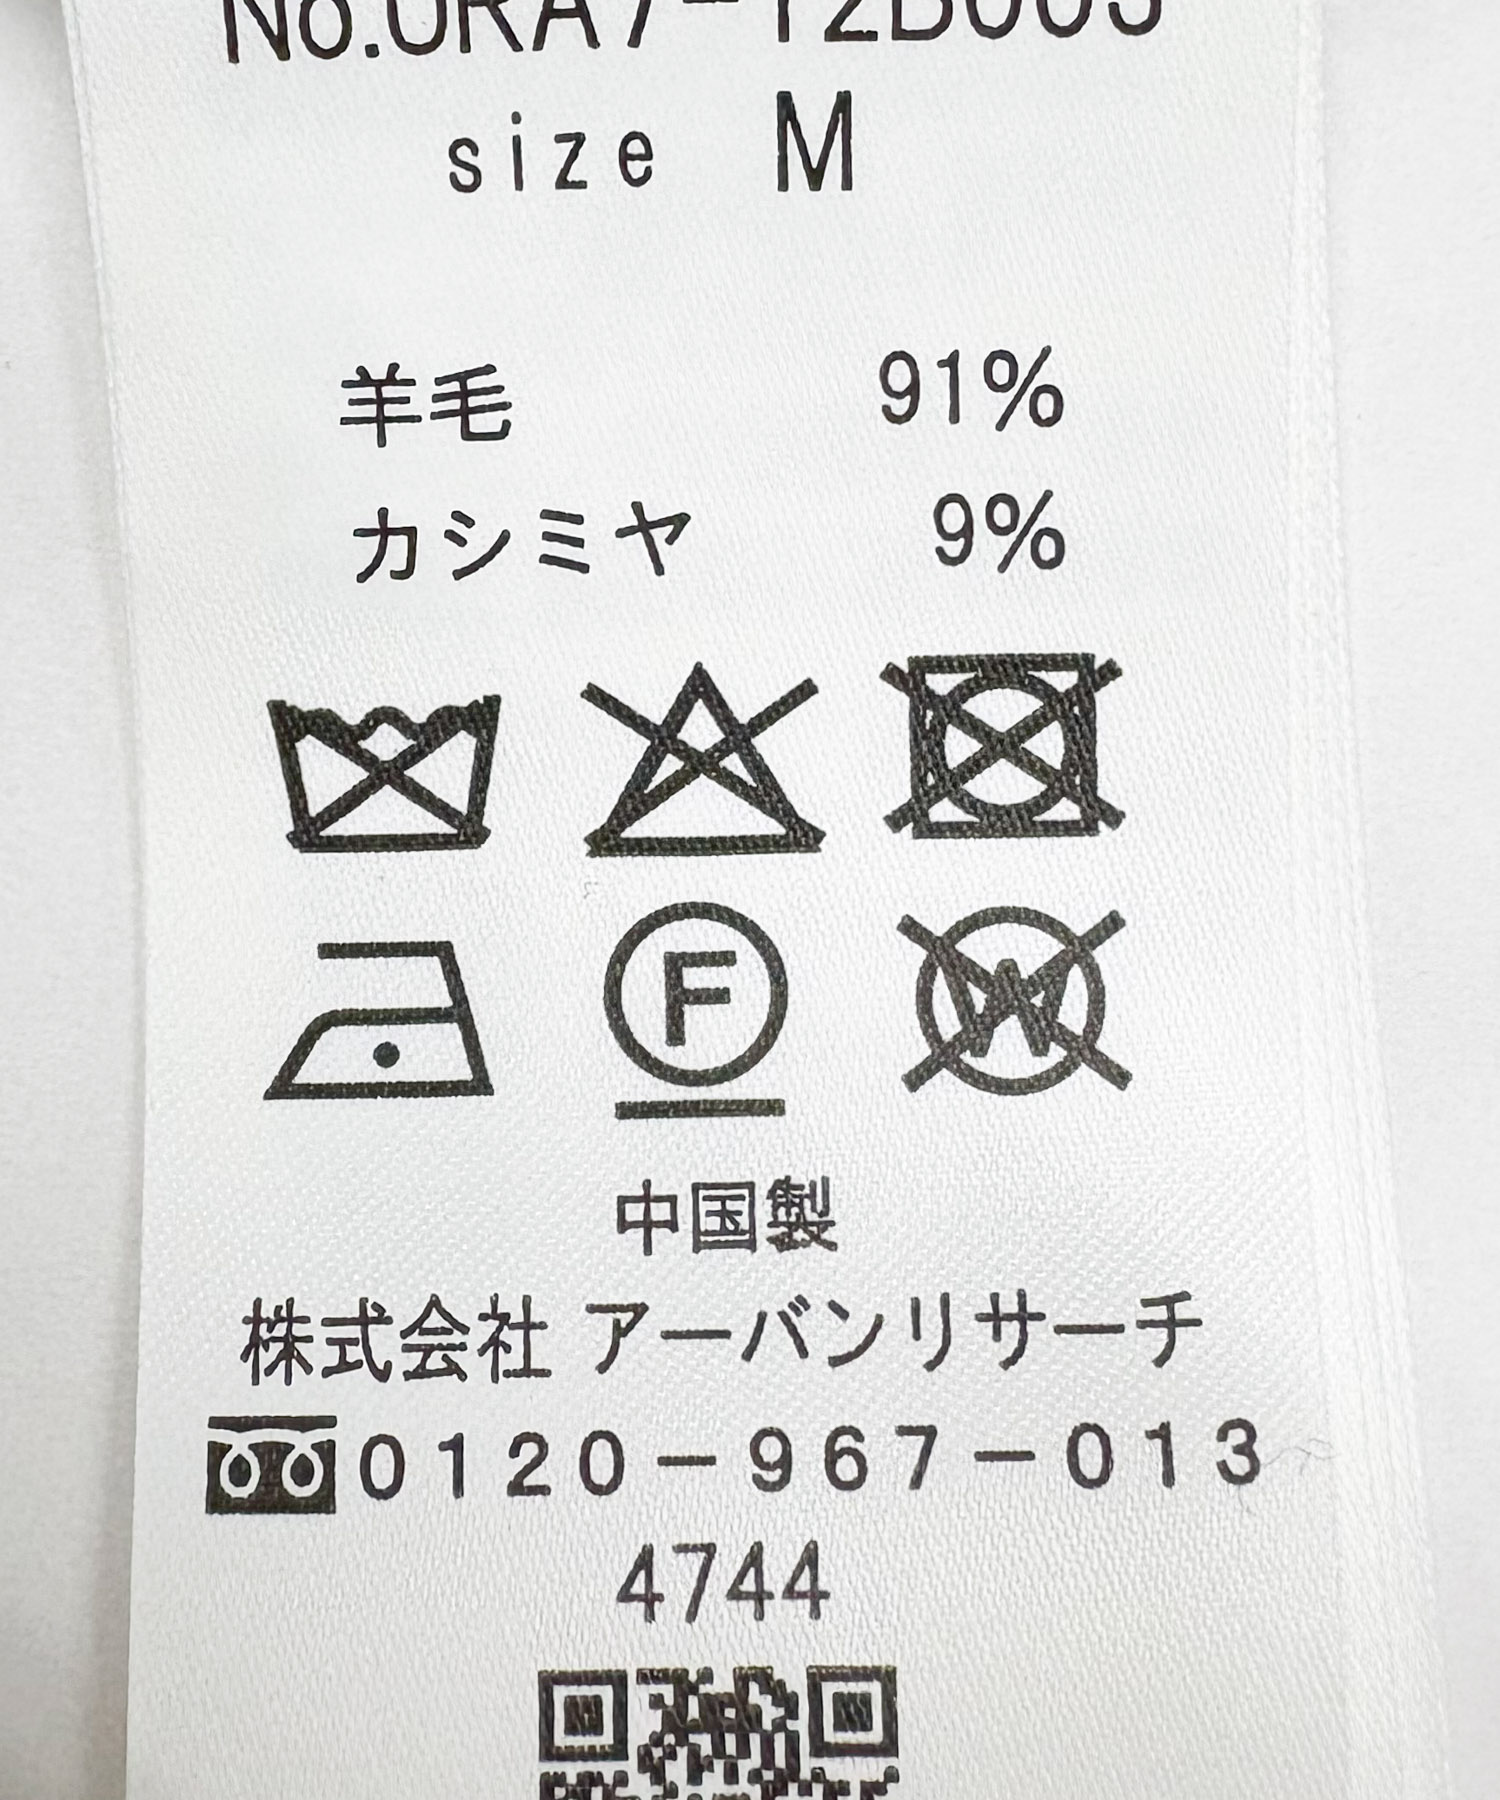 size M
羊毛 91%
カシミヤ 9%
F
W
中国製
株式会社 アーバンリサーチ
0120-967-013
4744